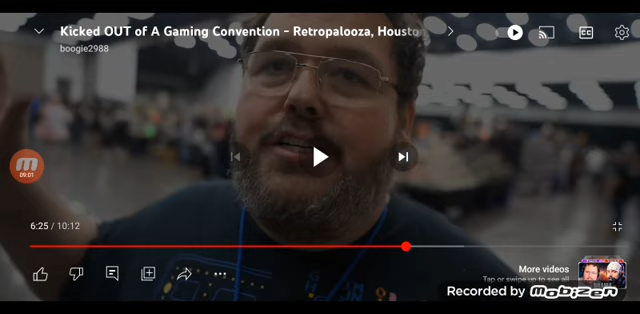 Kicked OUT of A Gaming Convention - Retropalooza, Housto
CC
boogie2988
09:01
6:25 / 10:12
More videos
Tap or swipe up to see all
Recorded by Mobizen